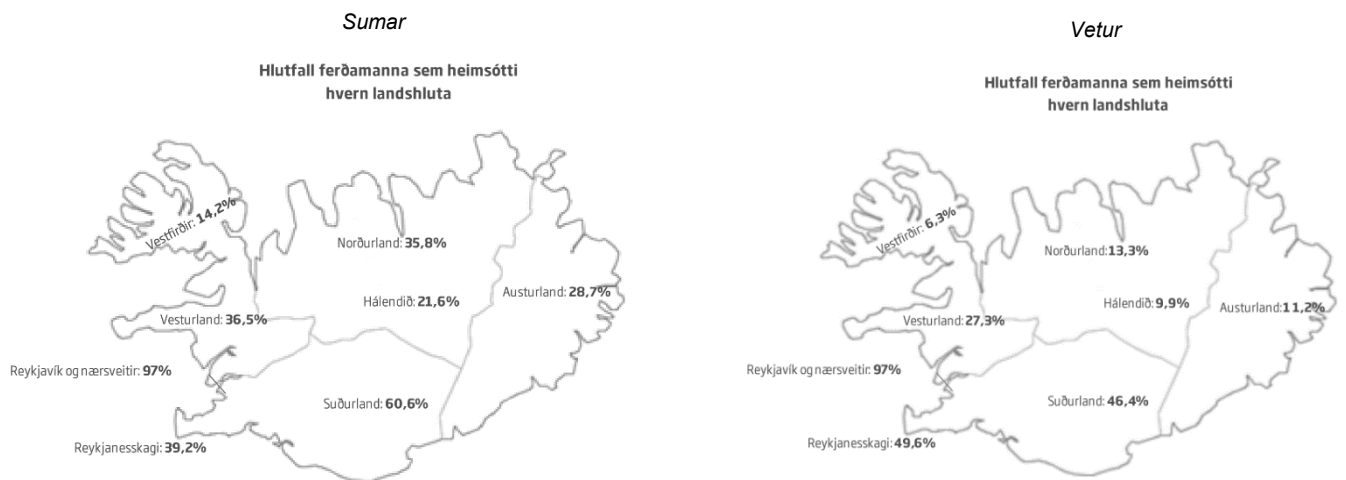 Sumar
Hlutfall ferðamanna sem heimsótti
hvern landshluta
Vestfirðir: 14,2%
Norðurland: 35,8%
Hálendið: 21,6%
Austurland: 28,7%
Vesturland: 36,5%
Reykjavík og nærsveitir: 97%
Suðurland: 60,6%
Reykjanesskagi: 39,2%
Vetur
Hlutfall ferðamanna sem heimsótti
hvern landshluta
Vestfirðir: 6,3%
Norðurland: 13,3%
Hálendið: 9,9%
Austurland: 11,2%
Vesturland: 27,3%
Reykjavík og nærsveitir: 97%
Suðurland: 46,4%
Reykjanesskagi: 49,6%